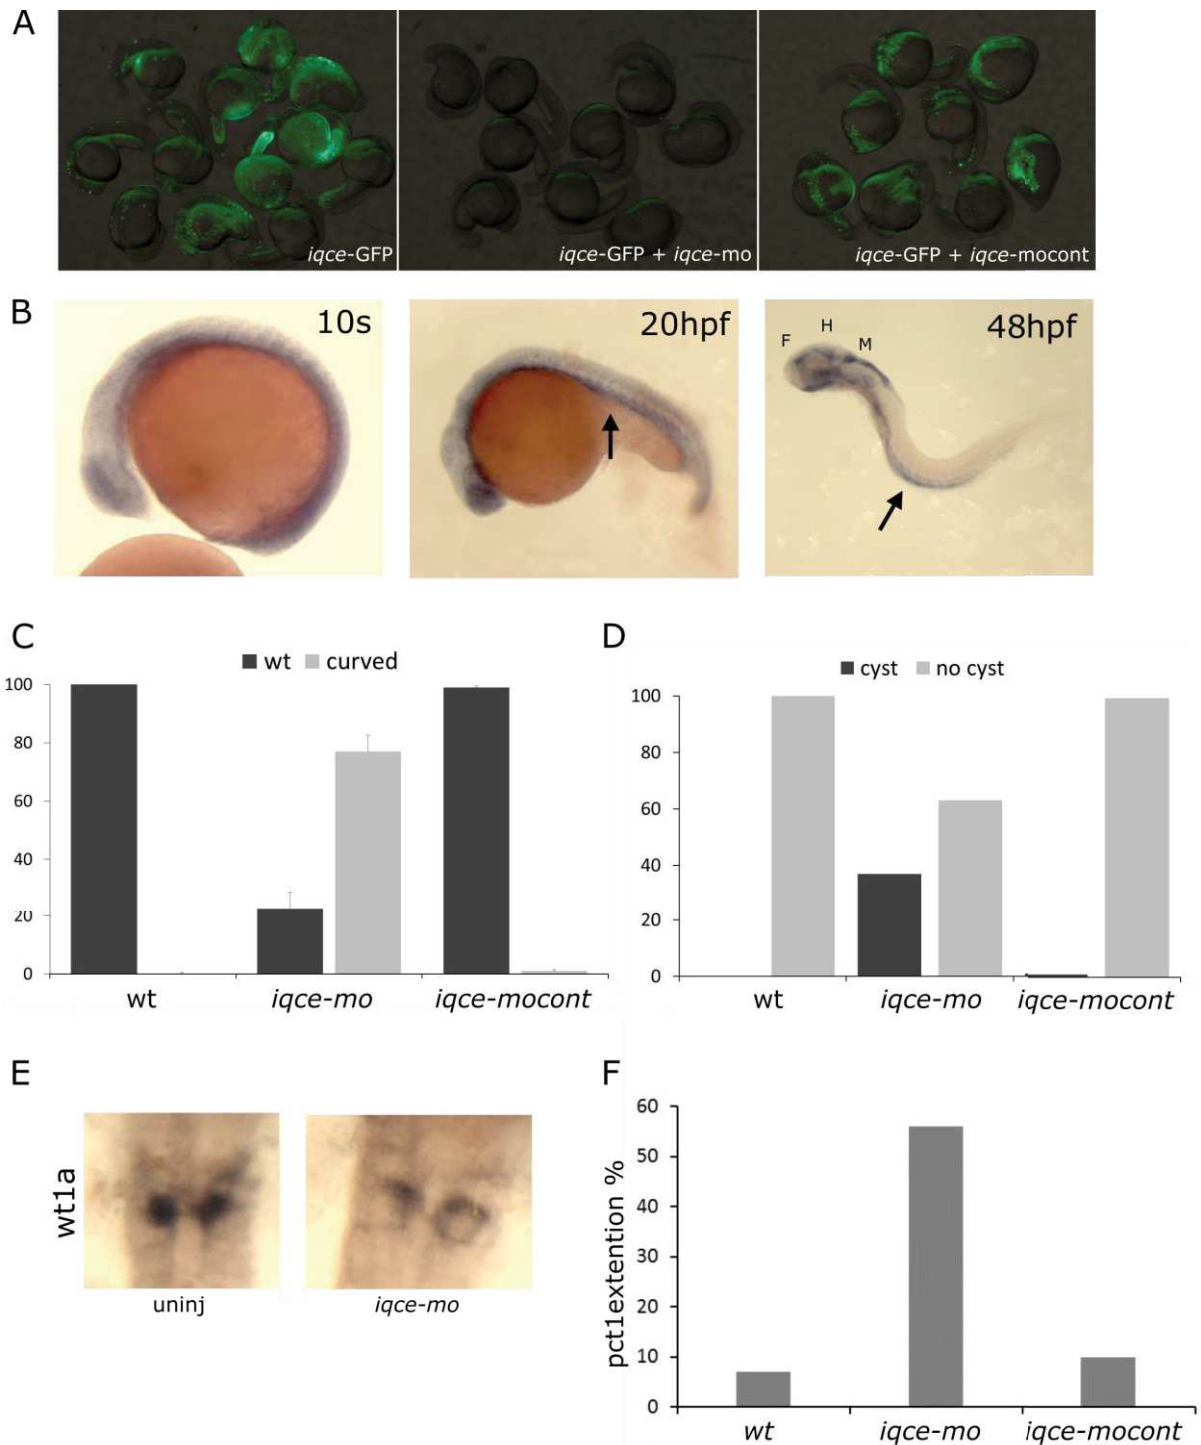 A
iqce-GFP
iqce-GFP + iqce-mo
iqce-GFP + iqce-mocont
B
10s
20hpf
F
H
M
48hpf
C
wt curved
100
80
60
40
20
0
wt
iqce-mo
iqce-mocont
D
cyst no cyst
100
80
60
40
20
0
wt
iqce-mo
iqce-mocont
E
wt1a
uninj
iqce-mo
F
pct1extention %
60
50
40
30
20
10
0
wt
iqce-mo
iqce-mocont